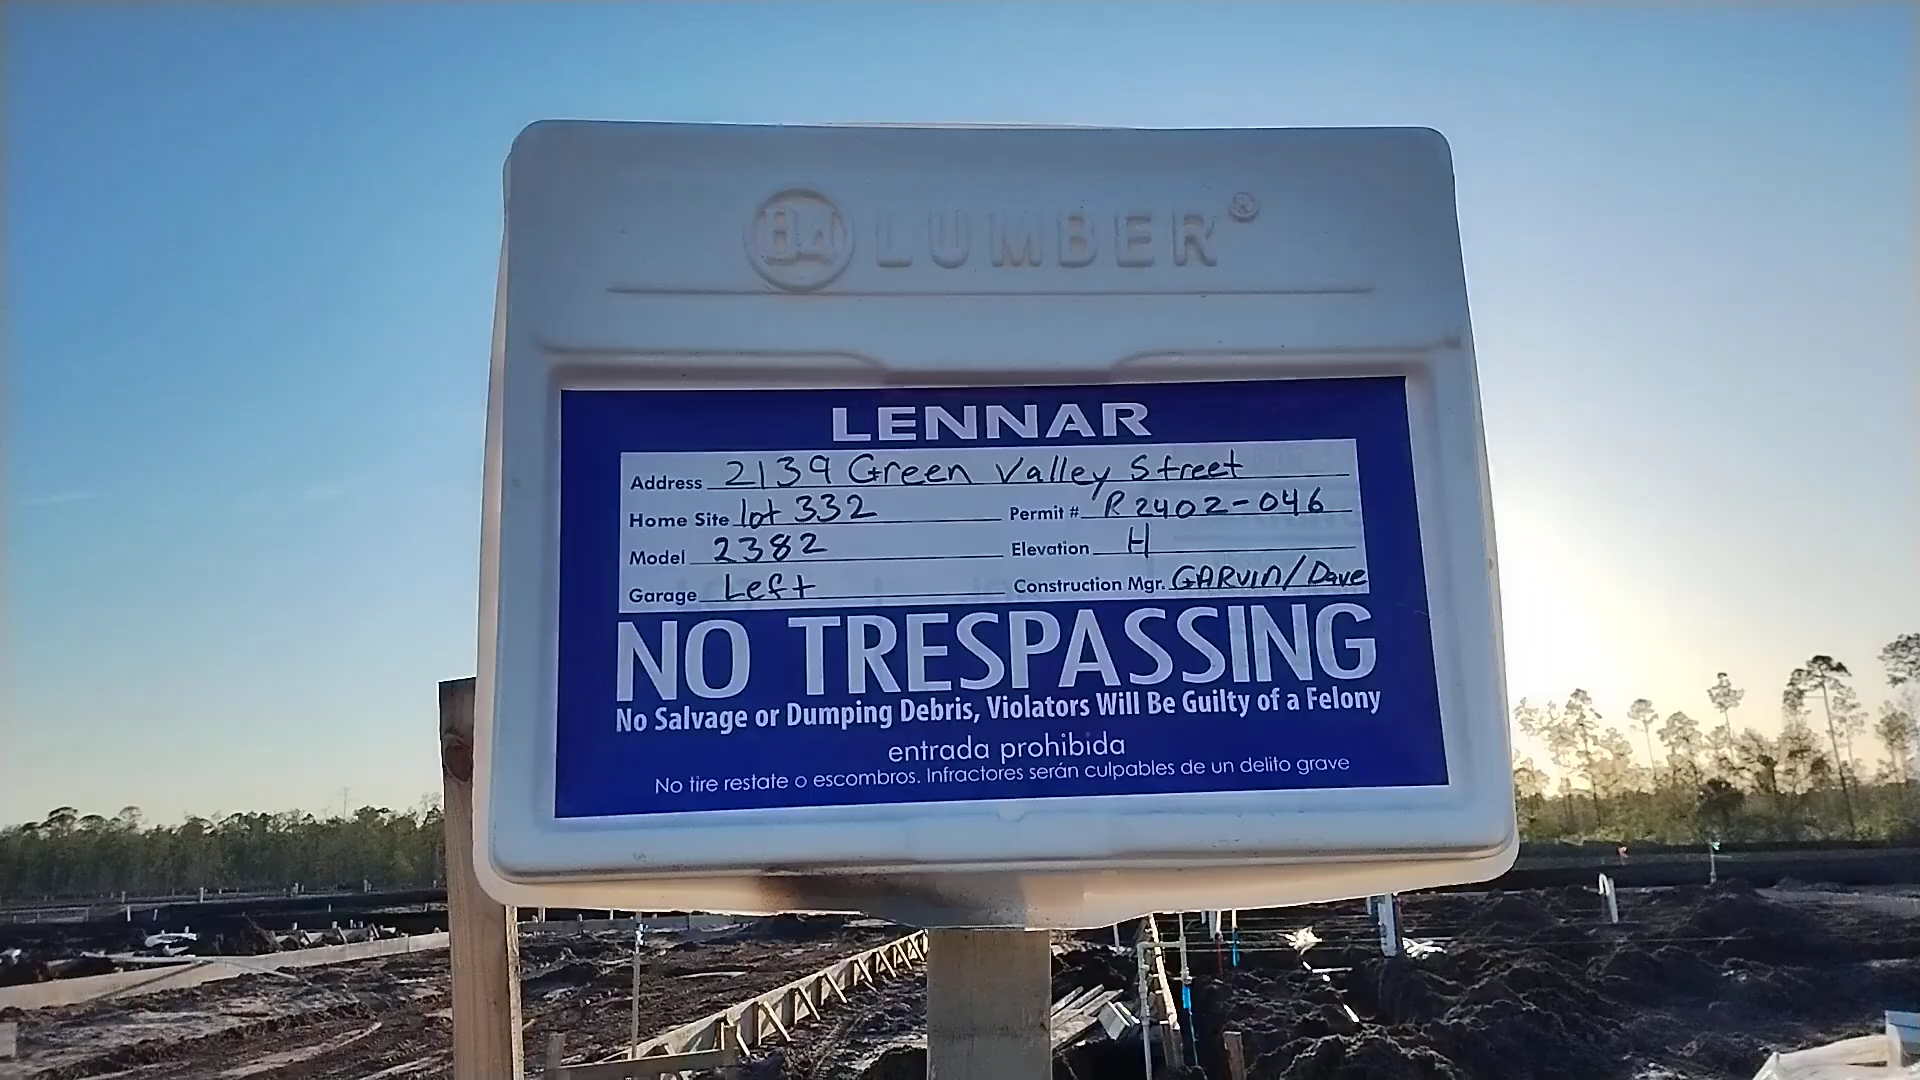 84 LUMBER®
LENNAR
Address 2139 Green Valley Street
Home Site lot 332 Permit # R2402-046
Model 2382 Elevation H
Garage Left Construction Mgr. GARVIN/Dave
NO TRESPASSING
No Salvage or Dumping Debris, Violators Will Be Guilty of a Felony
entrada prohibida
No tire restate o escombros. Infractores serán culpables de un delito grave